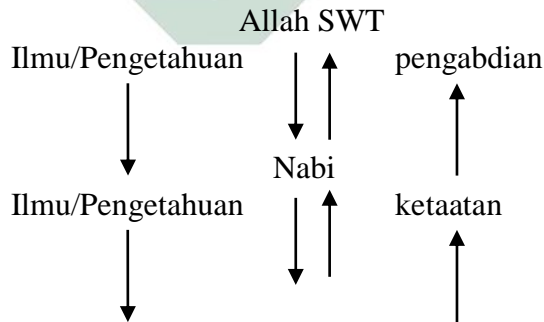 Allah SWT
Ilmu/Pengetahuan pengabdian
Nabi
Ilmu/Pengetahuan ketaatan